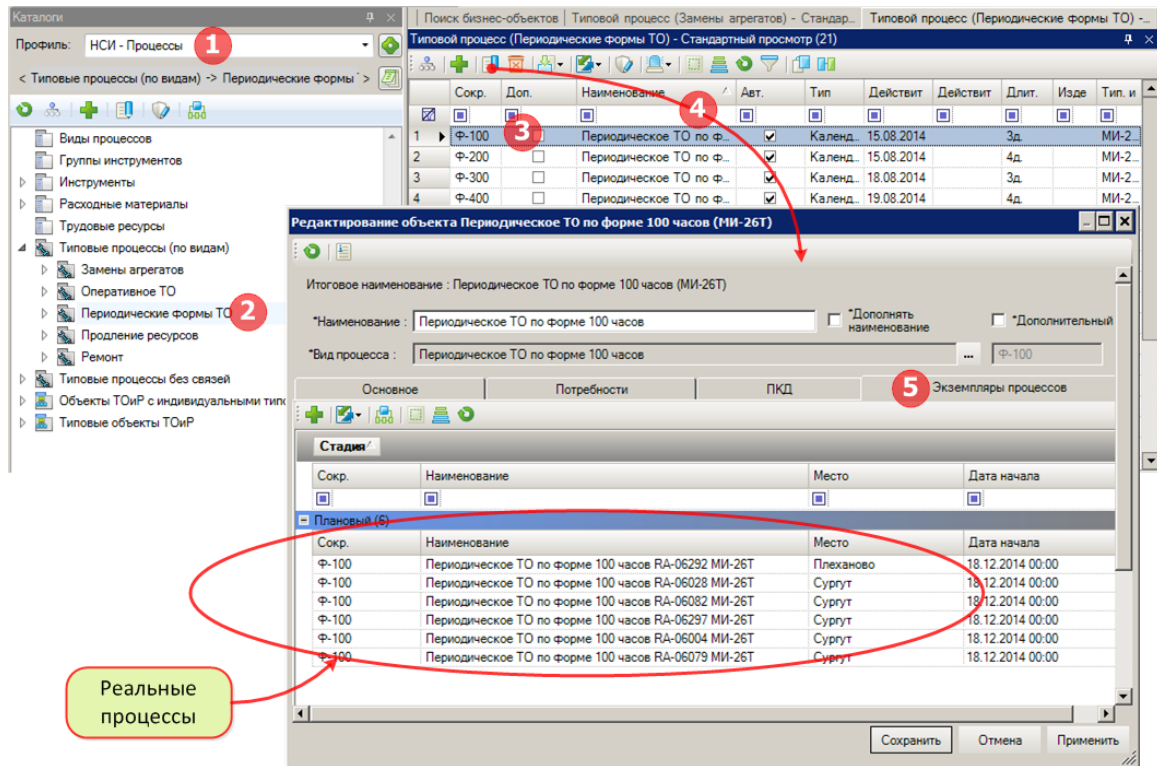 Каталоги
Профиль: НСИ - Процессы 1
< Типовые процессы (по видам) -> Периодические формы >
Виды процессов
Группы инструментов
Инструменты
Расходные материалы
Трудовые ресурсы
Типовые процессы (по видам)
Замены агрегатов
Оперативное ТО
Периодические формы ТО 2
Продление ресурсов
Ремонт
Типовые процессы без связей
Объекты ТОиР с индивидуальными типо
Типовые объекты ТОиР
Поиск бизнес-объектов Типовой процесс (Замены агрегатов) - Стандар... Типовой процесс (Периодические формы ТО) -...
Типовой процесс (Периодические формы ТО) - Стандартный просмотр (21)
Сокр. Доп. Наименование Авт. Тип Действит Действит Длит. Изде Тип. и
3 4
1 Ф-100 Периодическое ТО по ф... Календ... 15.08.2014 3д. МИ-2...
2 Ф-200 Периодическое ТО по ф... Календ... 15.08.2014 4д. МИ-2...
3 Ф-300 Периодическое ТО по ф... Календ... 18.08.2014 3д. МИ-2...
4 Ф-400 Периодическое ТО по ф... Календ... 19.08.2014 4д. МИ-2...
Редактирование объекта Периодическое ТО по форме 100 часов (МИ-26Т)
Итоговое наименование : Периодическое ТО по форме 100 часов (МИ-26Т)
*Наименование : Периодическое ТО по форме 100 часов *Дополнять наименование *Дополнительный
*Вид процесса : Периодическое ТО по форме 100 часов ... Ф-100
Основное Потребности ПКД 5 Экземпляры процессов
Стадия
Сокр. Наименование Место Дата начала
Плановый (6)
Сокр. Наименование Место Дата начала
Ф-100 Периодическое ТО по форме 100 часов RA-06292 МИ-26Т Плеханово 18.12.2014 00:00
Ф-100 Периодическое ТО по форме 100 часов RA-06028 МИ-26Т Сургут 18.12.2014 00:00
Ф-100 Периодическое ТО по форме 100 часов RA-06082 МИ-26Т Сургут 18.12.2014 00:00
Ф-100 Периодическое ТО по форме 100 часов RA-06297 МИ-26Т Сургут 18.12.2014 00:00
Ф-100 Периодическое ТО по форме 100 часов RA-06004 МИ-26Т Сургут 18.12.2014 00:00
Ф-100 Периодическое ТО по форме 100 часов RA-06079 МИ-26Т Сургут 18.12.2014 00:00
Реальные
процессы
Сохранить Отмена Применить